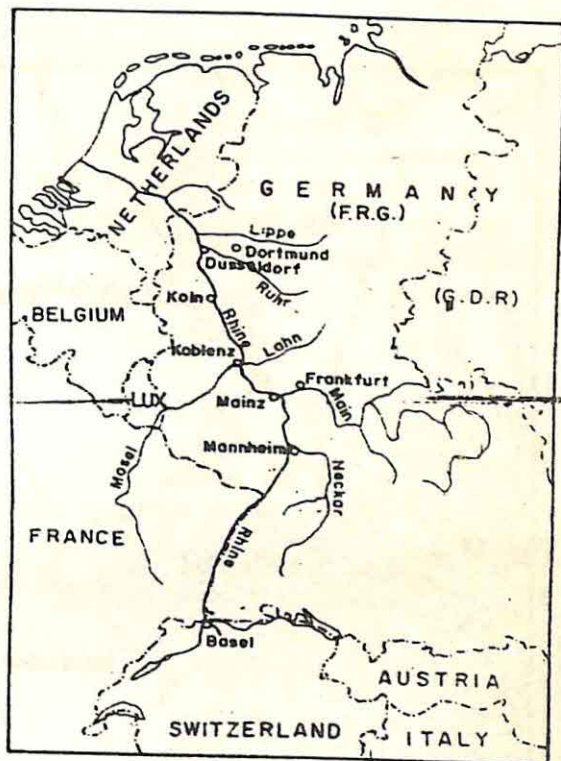 NETHERLANDS
GERMANY
(F.R.G.)
Lippe
Dortmund
Dusseldorf
Ruhr
(G.D.R)
Koln
BELGIUM
Rhine
Lahn
Koblenz
Frankfurt
LUX
Mainz
Main
Mosel
Mannheim
Neckar
FRANCE
Rhine
Basel
AUSTRIA
SWITZERLAND
ITALY